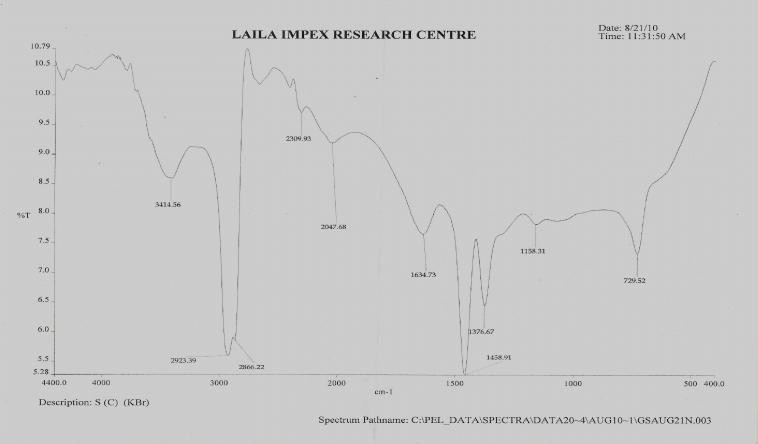 LAILA IMPEX RESEARCH CENTRE
Date: 8/21/10
Time: 11:31:50 AM
10.79
10.5
10.0
9.5
9.0
8.5
8.0
7.5
7.0
6.5
6.0
5.5
5.28
%T
3414.56
2923.39
2866.22
2309.93
2047.68
1634.73
1458.91
1376.67
1158.31
729.52
4400.0 4000 3000 2000 1500 1000 500 400.0
cm-1
Description: S (C) (KBr)
Spectrum Pathname: C:\PEL_DATA\SPECTRA\DATA20~4\AUG10~1\GSAUG21N.003